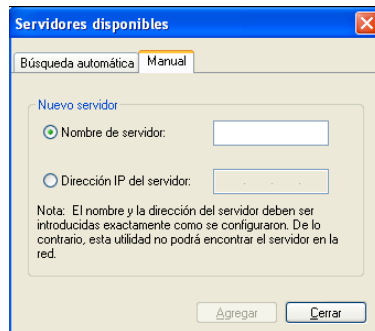 Servidores disponibles
Búsqueda automática Manual
Nuevo servidor
Nombre de servidor:
Dirección IP del servidor:
Nota: El nombre y la dirección del servidor deben ser
introducidas exactamente como se configuraron. De lo
contrario, esta utilidad no podrá encontrar el servidor en la
red.
Agregar Cerrar